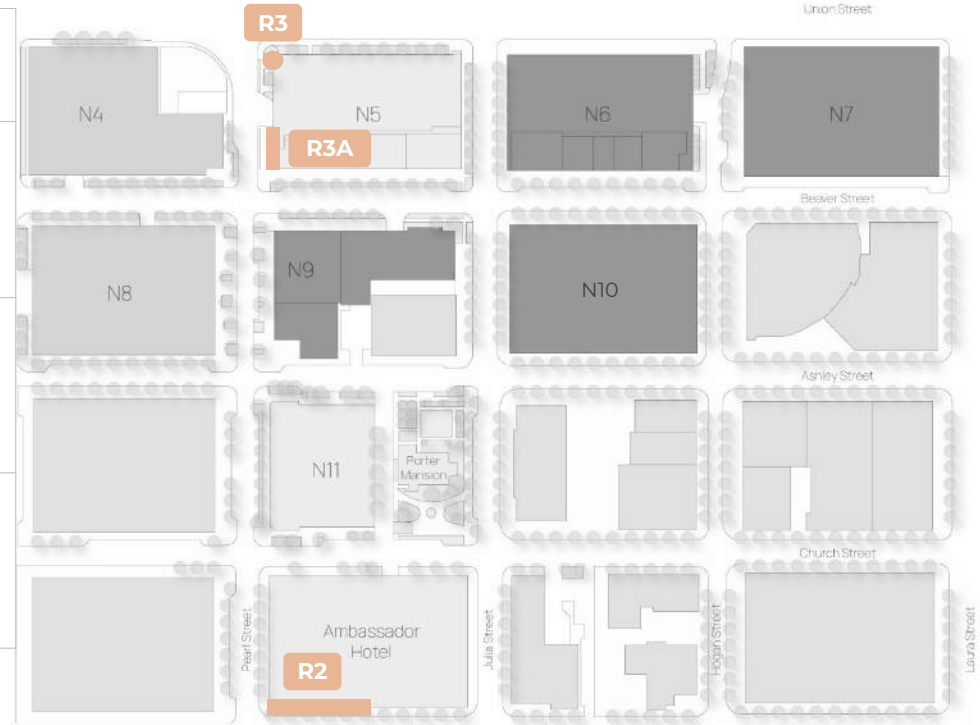 Union Street
R3
N4
N5
N6
N7
R3A
Beaver Street
N8
N9
N10
Ashley Street
N11
Porter
Mansion
Church Street
Pearl Street
Ambassador
Hotel
Julia Street
Hogan Street
Laura Street
R2